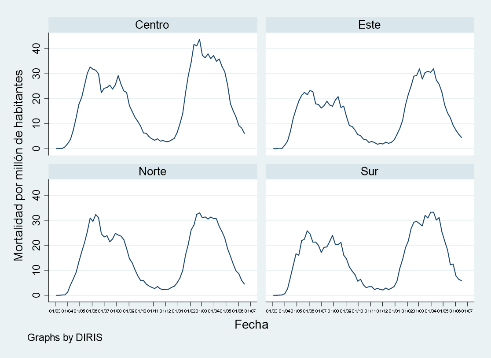 Centro
Este
40
30
20
10
0
Norte
Sur
40
30
20
10
0
Mortalidad por millón de habitantes
Fecha
Graphs by DIRIS